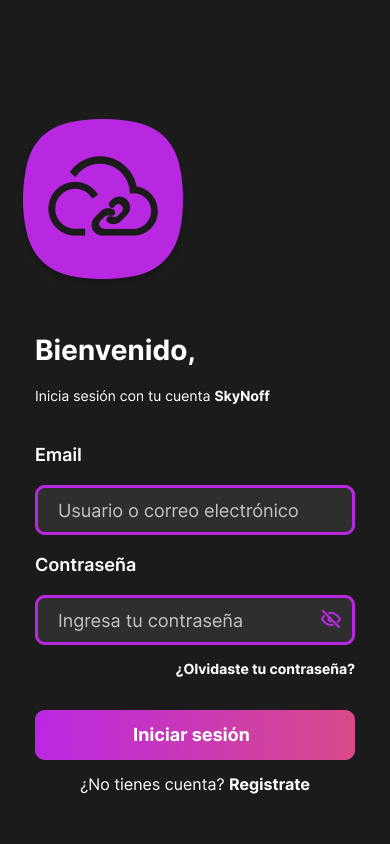 Bienvenido,
Inicia sesión con tu cuenta SkyNoff
Email
Usuario o correo electrónico
Contraseña
Ingresa tu contraseña
¿Olvidaste tu contraseña?
Iniciar sesión
¿No tienes cuenta? Registrate